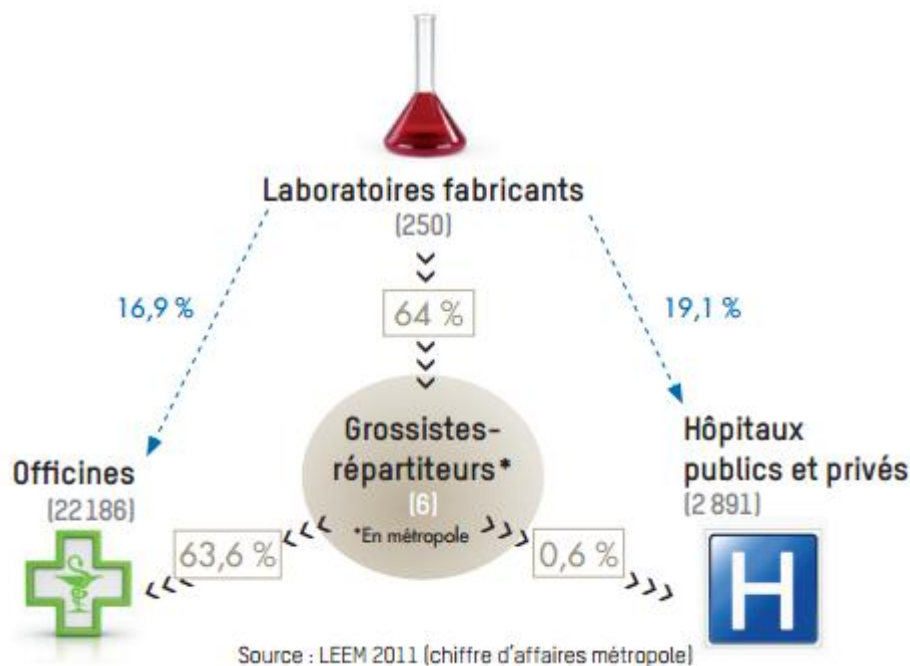 Laboratoires fabricants
(250)
16,9 %
64 %
19,1 %
Grossistes-
répartiteurs*
(6)
*En métropole
Officines
(22 186)
Hôpitaux
publics et privés
(2 891)
63,6 %
0,6 %
H
Source : LEEM 2011 (chiffre d'affaires métropole)